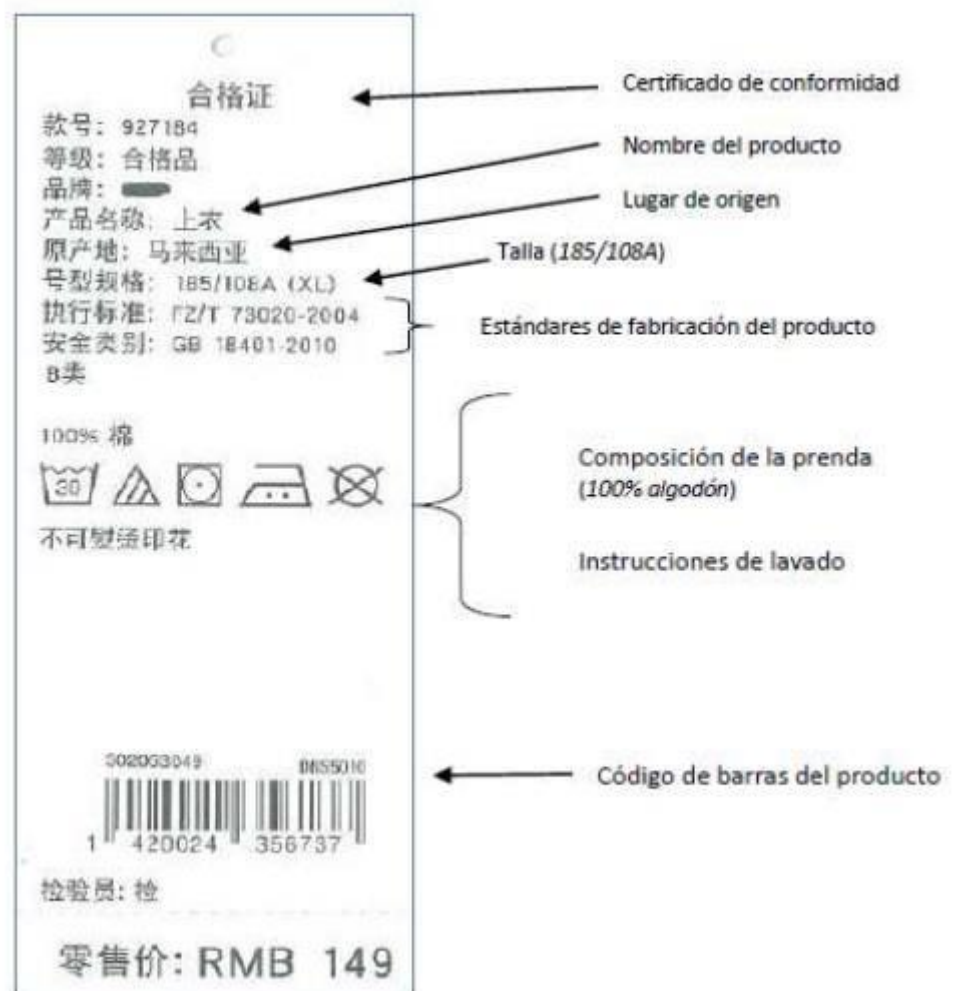 合格证
款号: 927184
等级: 合格品
品牌:
产品名称: 上衣
原产地: 马来西亚
号型规格: 185/108A (XL)
执行标准: FZ/T 73020-2004
安全类别: GB 18401-2010
B类
100% 棉
30
不可熨烫印花
S020G3049
1 420024 356737
检验员: 检
零售价: RMB 149
Certificado de conformidad
Nombre del producto
Lugar de origen
Talla (185/108A)
Estándares de fabricación del producto
Composición de la prenda
(100% algodón)
Instrucciones de lavado
Código de barras del producto